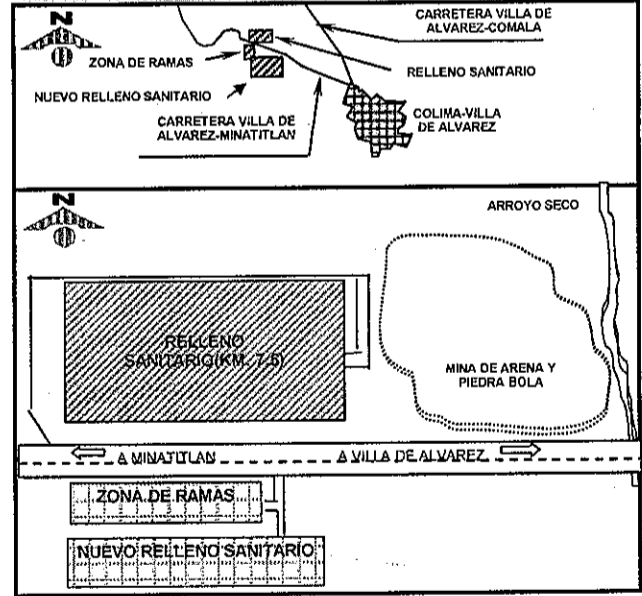 CARRETERA VILLA DE
ALVAREZ-COMALA
N
ZONA DE RAMAS
RELLENO SANITARIO
NUEVO RELLENO SANITARIO
CARRETERA VILLA DE
ALVAREZ-MINATITLAN
COLIMA-VILLA
DE ALVAREZ
N
ARROYO SECO
RELLENO
SANITARIO(KM. 7.5)
MINA DE ARENA Y
PIEDRA BOLA
A MINATITLAN
A VILLA DE ALVAREZ
ZONA DE RAMAS
NUEVO RELLENO SANITARIO